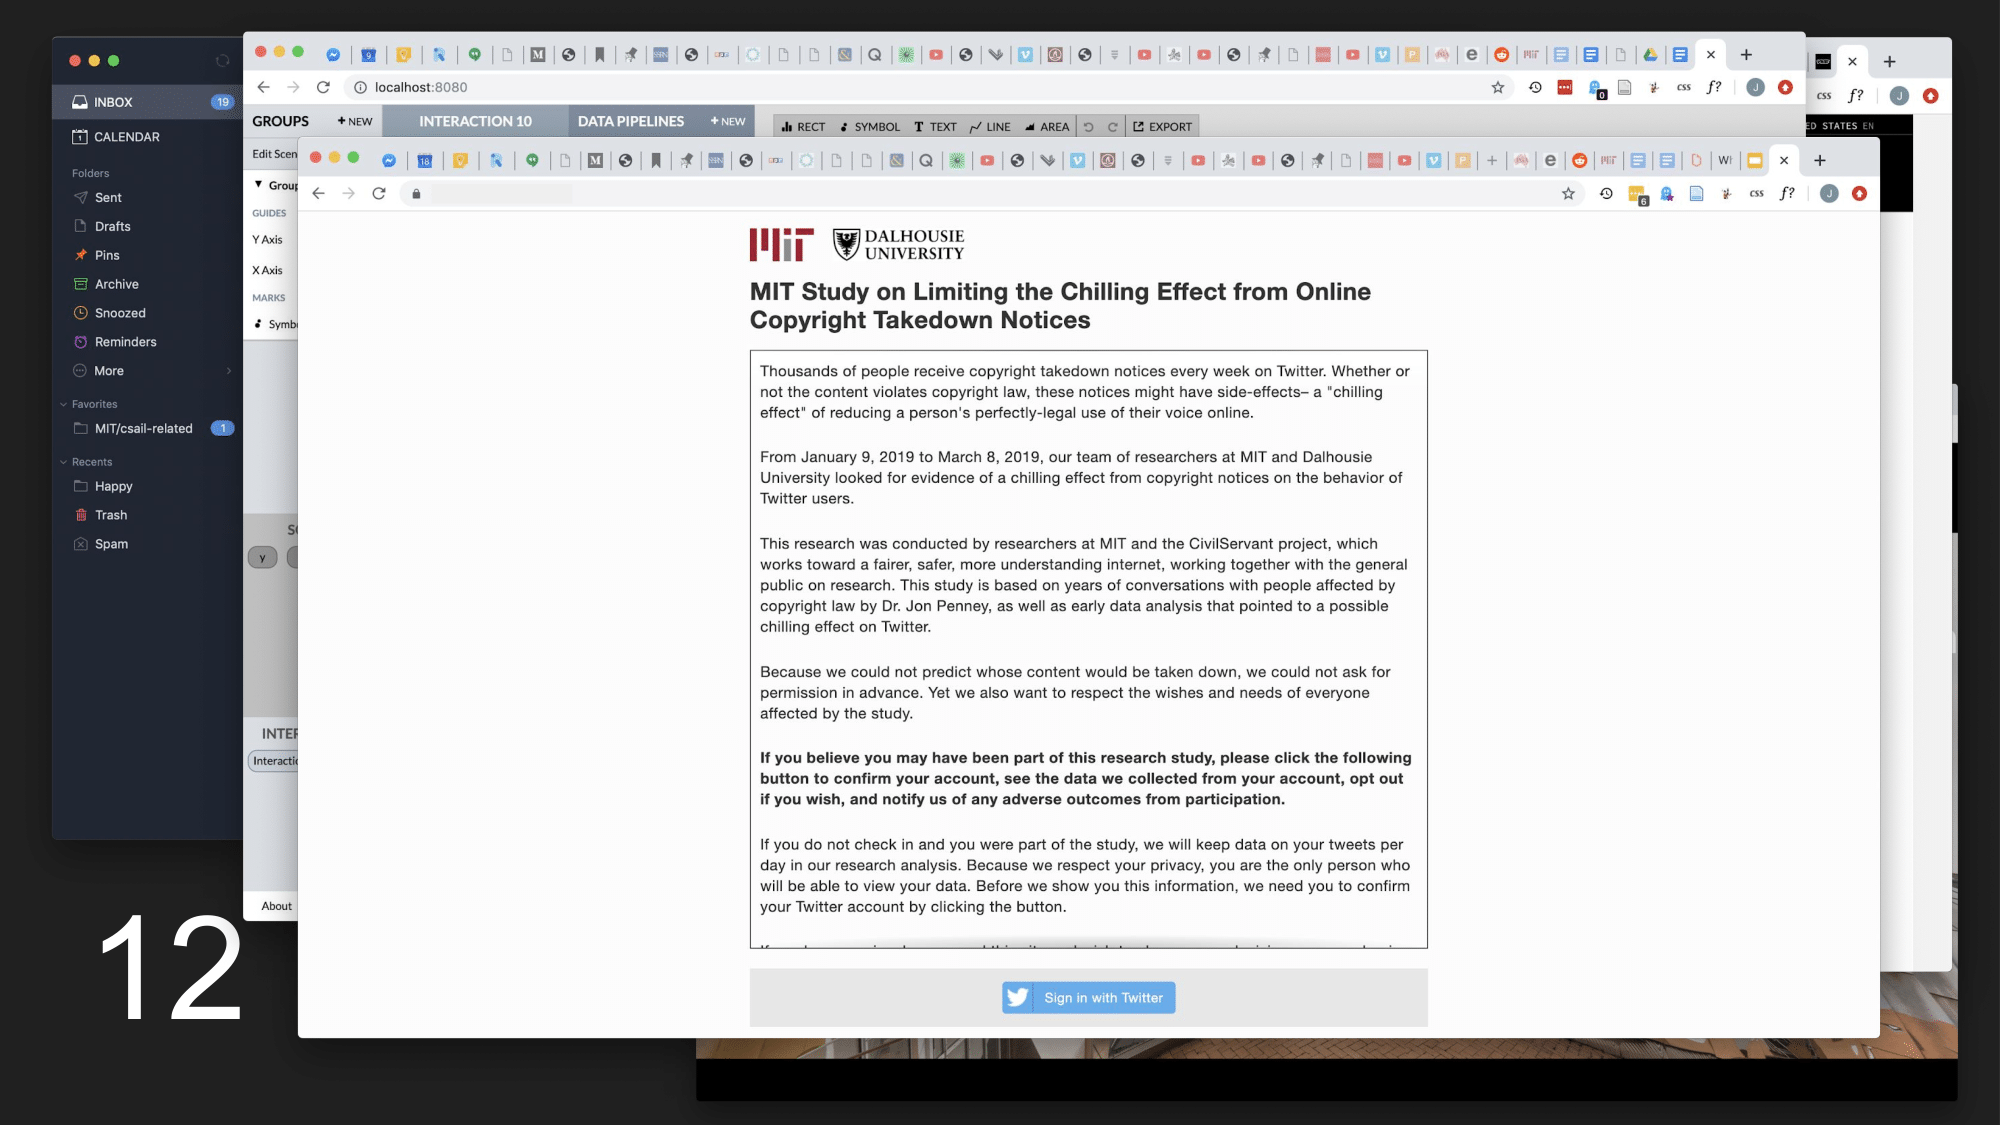 INBOX 19
CALENDAR
Folders
Sent
Drafts
Pins
Archive
Snoozed
Reminders
More
Favorites
MIT/csail-related 1
Recents
Happy
Trash
Spam
12
localhost:8080
css f? J
GROUPS + NEW INTERACTION 10 DATA PIPELINES + NEW
RECT SYMBOL TEXT LINE AREA EXPORT
Edit Scen
Group
GUIDES
Y Axis
X Axis
MARKS
Symb
y
INTER
Interactio
About
css f? J
ED STATES EN
css f? J
MIT DALHOUSIE
UNIVERSITY
MIT Study on Limiting the Chilling Effect from Online
Copyright Takedown Notices
Thousands of people receive copyright takedown notices every week on Twitter. Whether or
not the content violates copyright law, these notices might have side-effects– a "chilling
effect" of reducing a person's perfectly-legal use of their voice online.
From January 9, 2019 to March 8, 2019, our team of researchers at MIT and Dalhousie
University looked for evidence of a chilling effect from copyright notices on the behavior of
Twitter users.
This research was conducted by researchers at MIT and the CivilServant project, which
works toward a fairer, safer, more understanding internet, working together with the general
public on research. This study is based on years of conversations with people affected by
copyright law by Dr. Jon Penney, as well as early data analysis that pointed to a possible
chilling effect on Twitter.
Because we could not predict whose content would be taken down, we could not ask for
permission in advance. Yet we also want to respect the wishes and needs of everyone
affected by the study.
If you believe you may have been part of this research study, please click the following
button to confirm your account, see the data we collected from your account, opt out
if you wish, and notify us of any adverse outcomes from participation.
If you do not check in and you were part of the study, we will keep data on your tweets per
day in our research analysis. Because we respect your privacy, you are the only person who
will be able to view your data. Before we show you this information, we need you to confirm
your Twitter account by clicking the button.
Sign in with Twitter